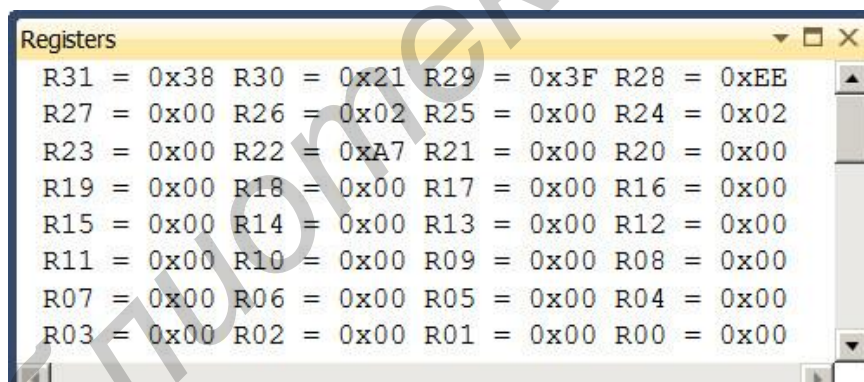 Registers
R31 = 0x38 R30 = 0x21 R29 = 0x3F R28 = 0xEE
R27 = 0x00 R26 = 0x02 R25 = 0x00 R24 = 0x02
R23 = 0x00 R22 = 0xA7 R21 = 0x00 R20 = 0x00
R19 = 0x00 R18 = 0x00 R17 = 0x00 R16 = 0x00
R15 = 0x00 R14 = 0x00 R13 = 0x00 R12 = 0x00
R11 = 0x00 R10 = 0x00 R09 = 0x00 R08 = 0x00
R07 = 0x00 R06 = 0x00 R05 = 0x00 R04 = 0x00
R03 = 0x00 R02 = 0x00 R01 = 0x00 R00 = 0x00